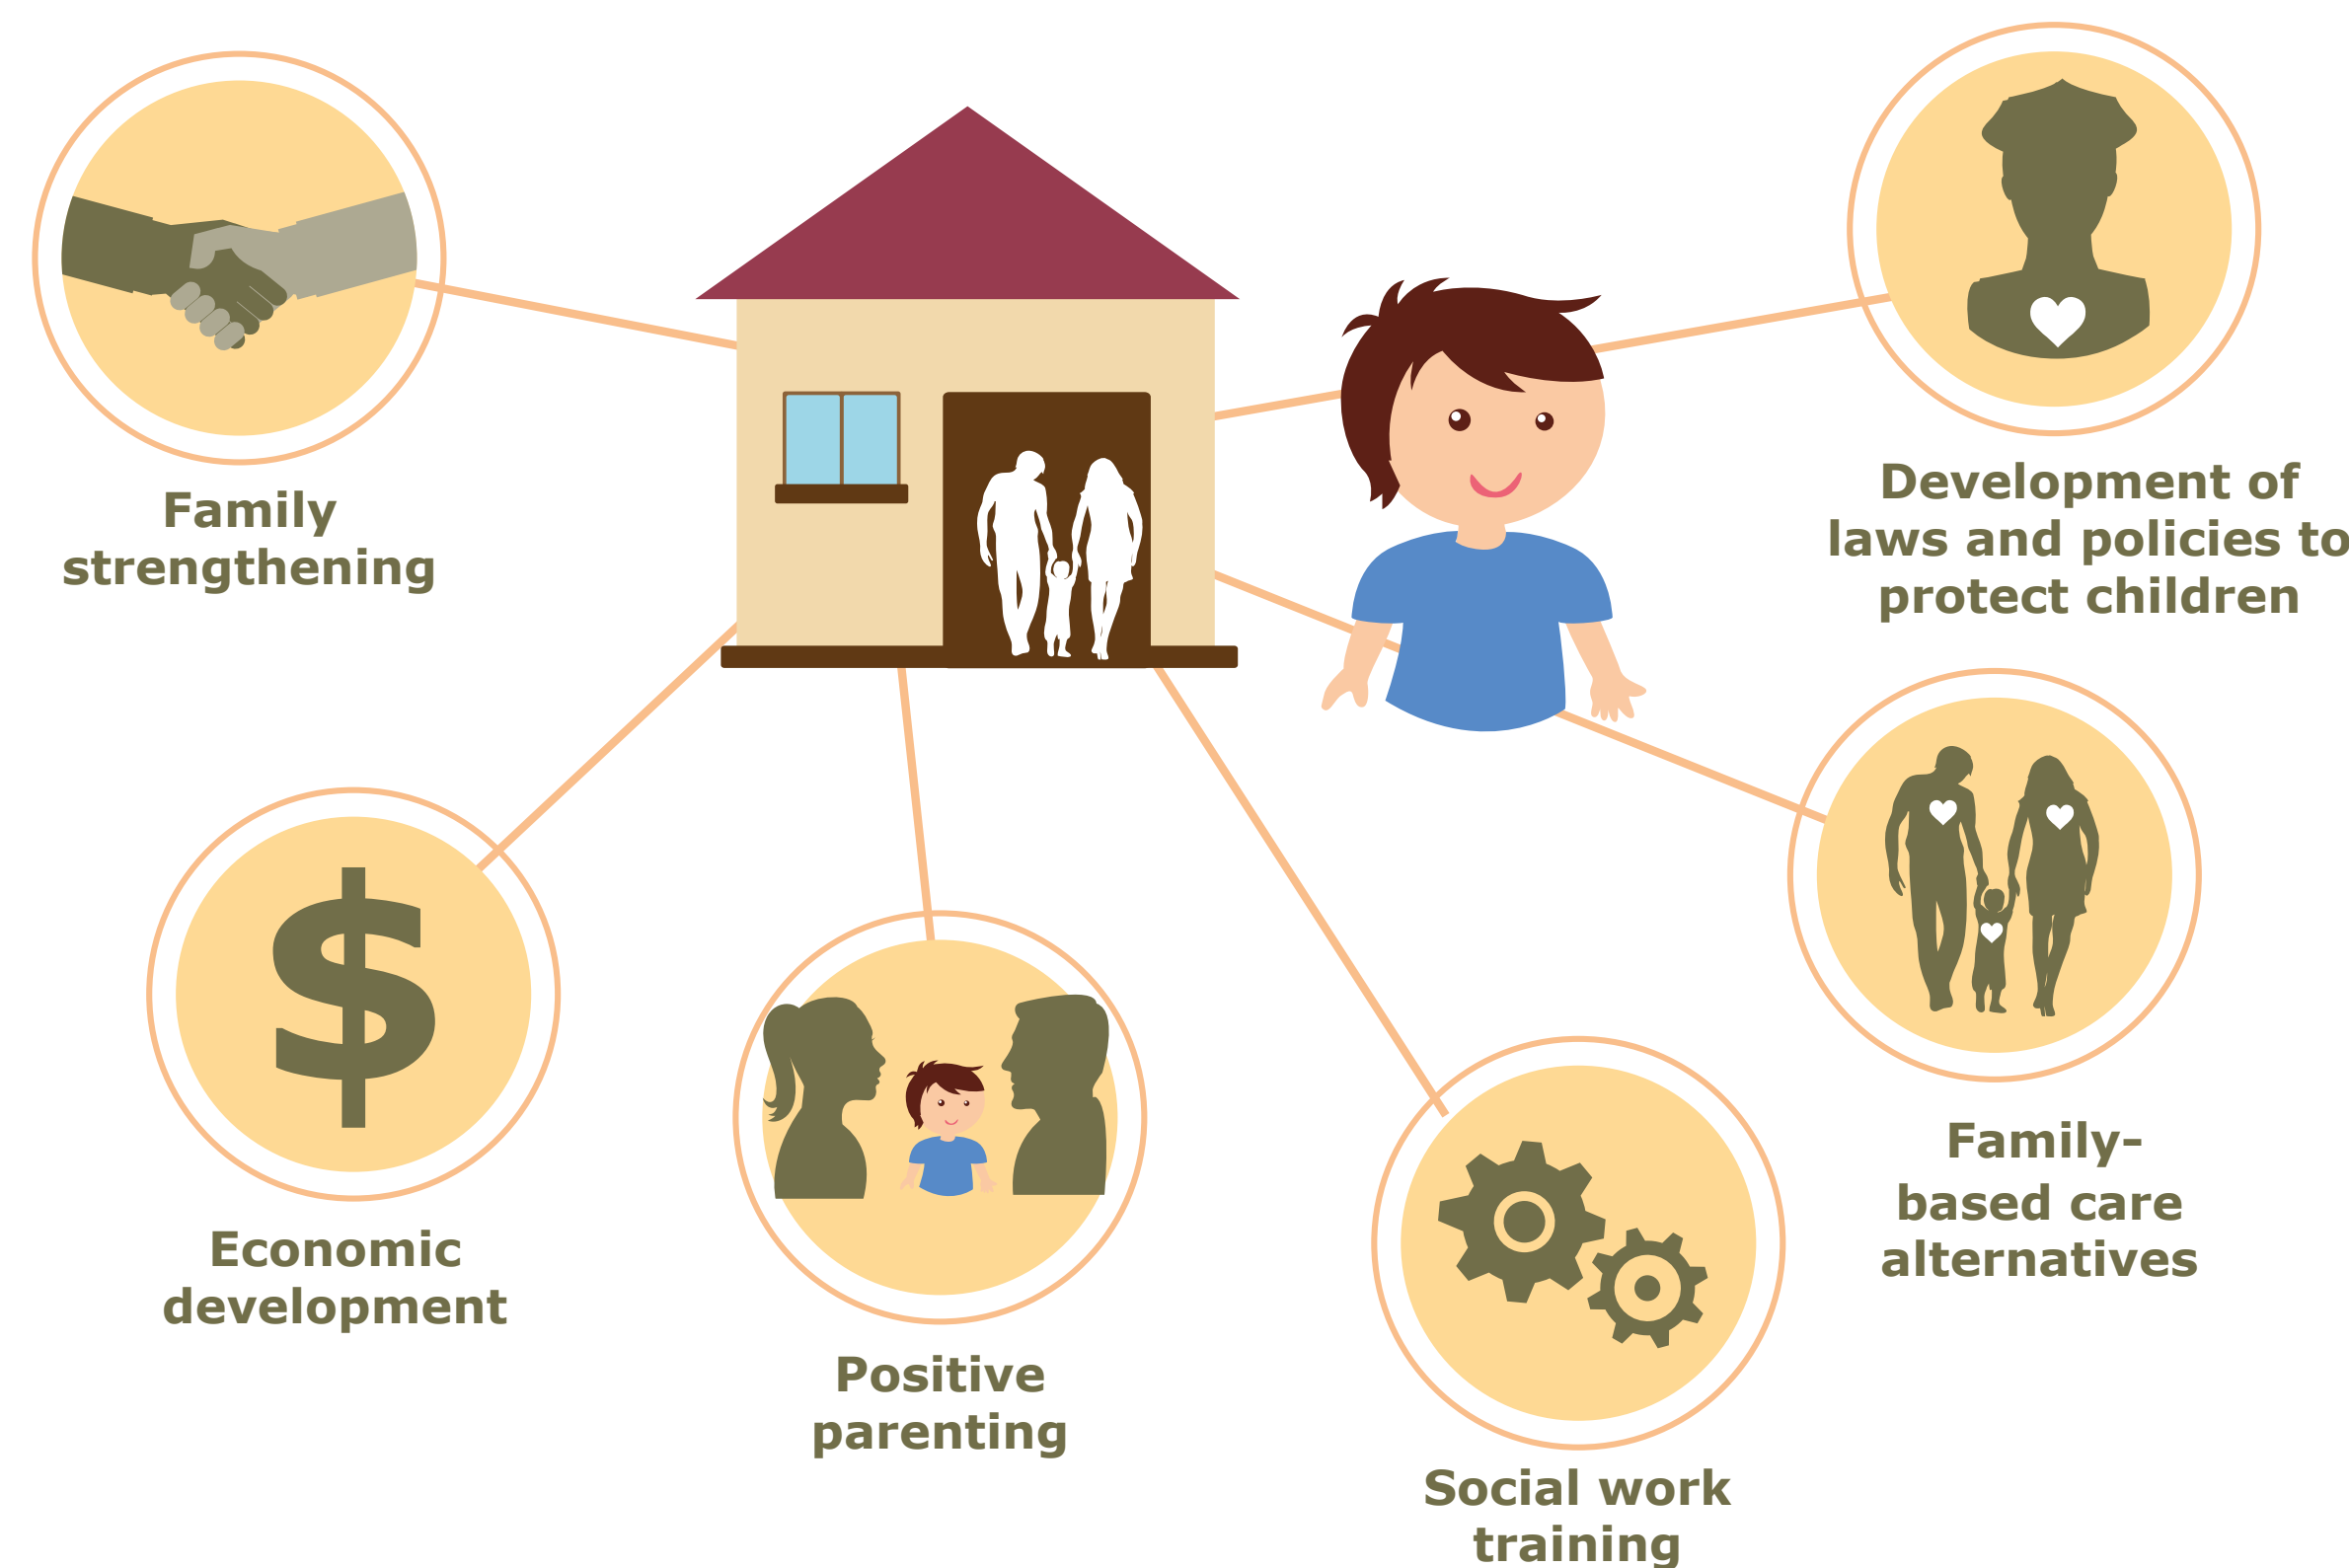 Family
strengthening
Development of
laws and policies to
protect children
Economic
development
Positive
parenting
Social work
training
Family-
based care
alternatives